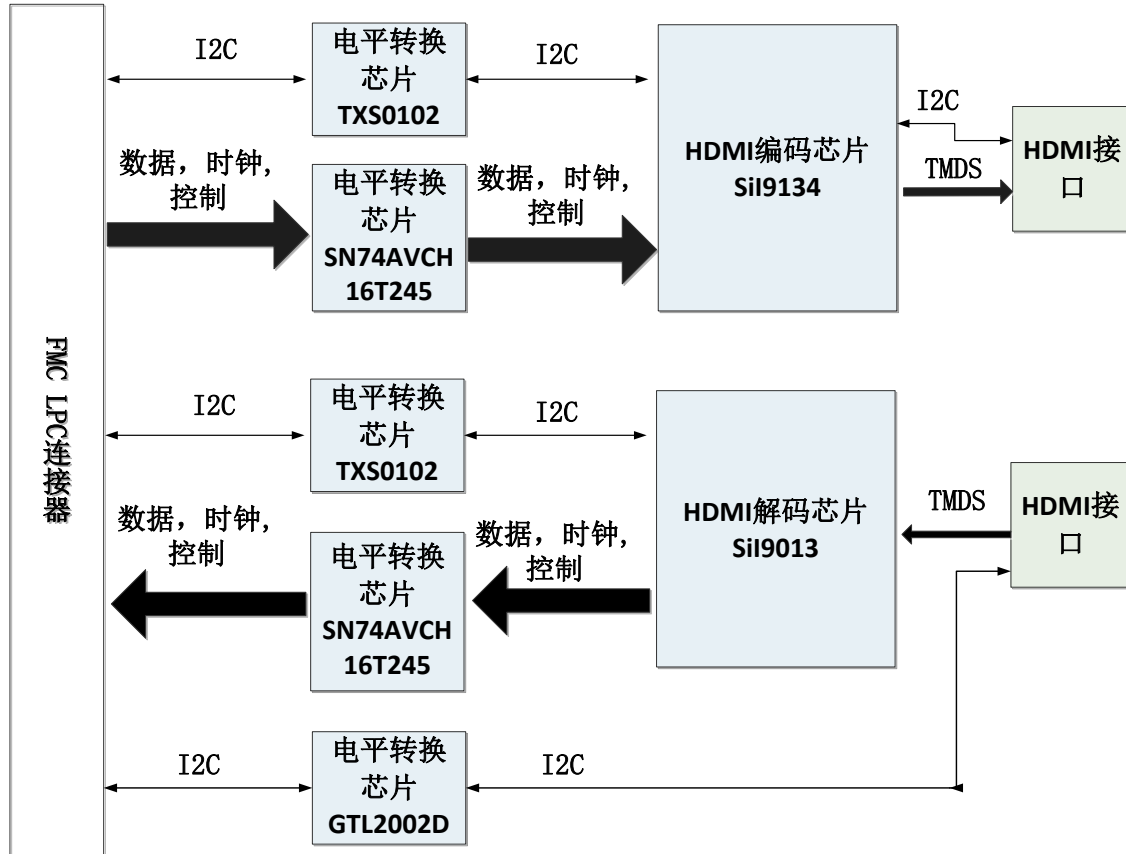 I2C
电平转换
芯片
TXS0102
I2C
HDMI编码芯片
SiI9134
I2C
TMDS
HDMI接
口
数据，时钟,
控制
电平转换
芯片
SN74AVCH
16T245
数据，时钟,
控制
FMC LPC连接器
I2C
电平转换
芯片
TXS0102
I2C
HDMI解码芯片
SiI9013
TMDS
HDMI接
口
数据，时钟,
控制
电平转换
芯片
SN74AVCH
16T245
数据，时钟,
控制
I2C
电平转换
芯片
GTL2002D
I2C